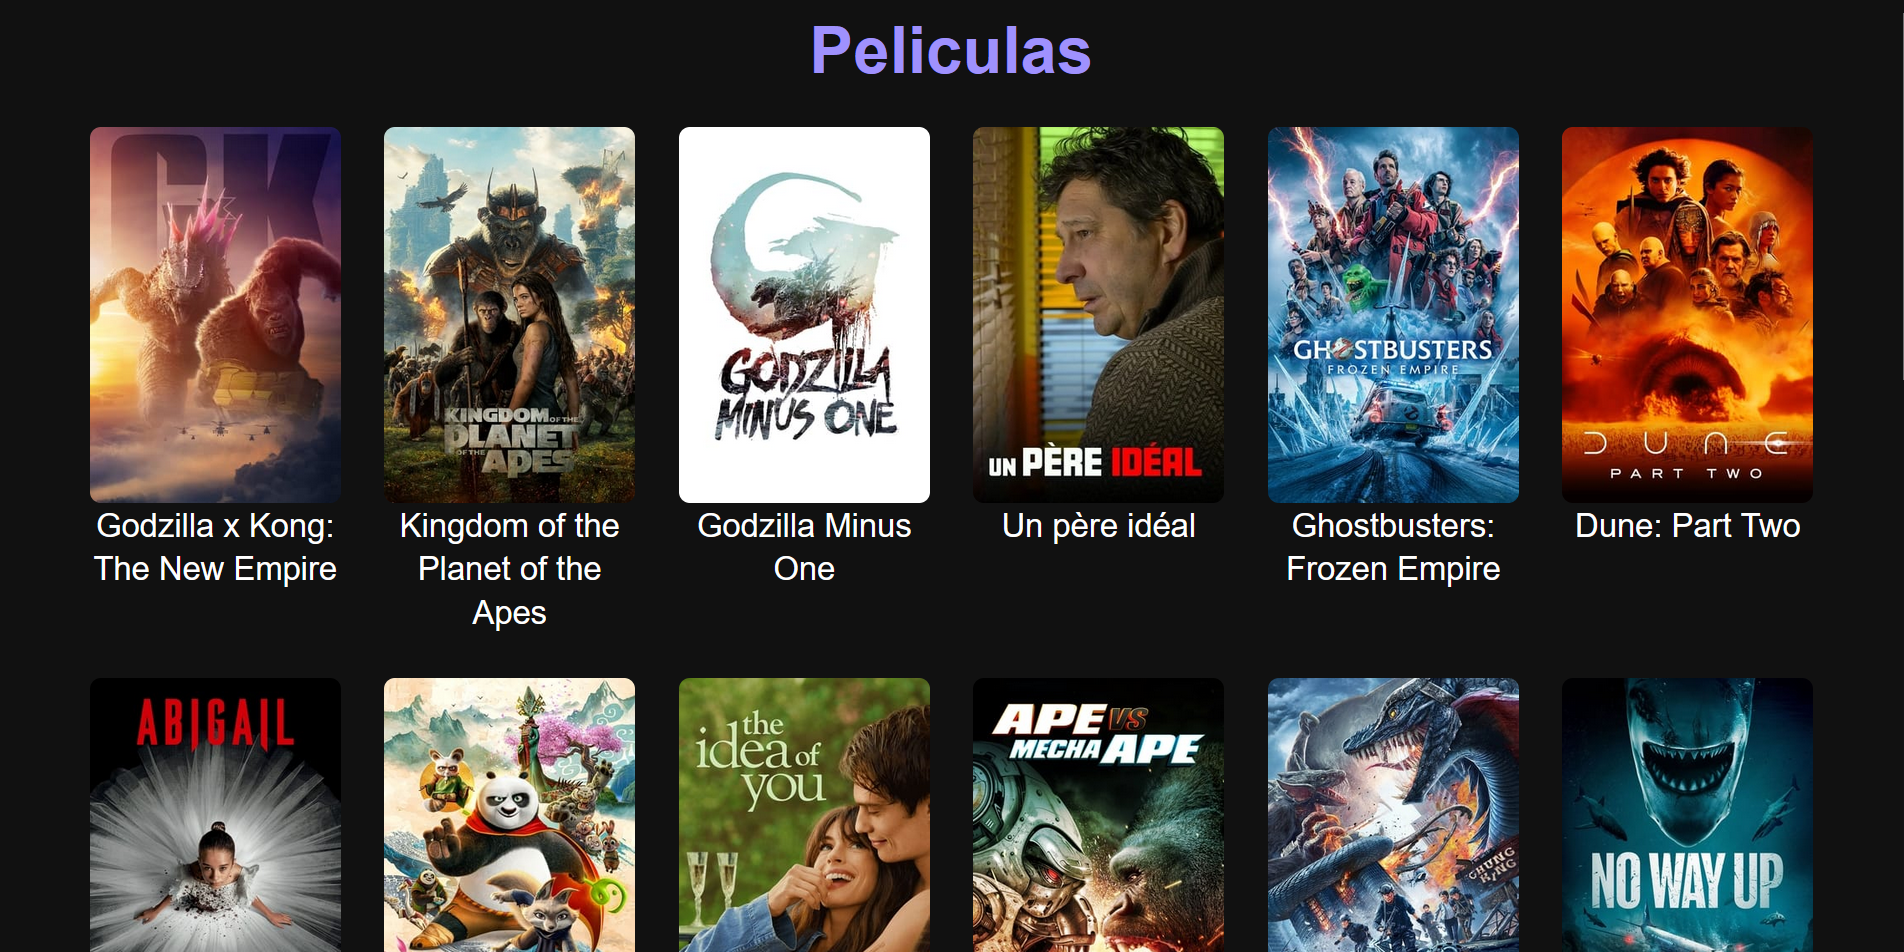 Peliculas
GK
KINGDOM OF THE
PLANET
OF THE APES
GODZILLA
MINUS ONE
UN PÈRE IDÉAL
GHOSTBUSTERS
FROZEN EMPIRE
DUNE
PART TWO
Godzilla x Kong:
The New Empire
Kingdom of the
Planet of the
Apes
Godzilla Minus
One
Un père idéal
Ghostbusters:
Frozen Empire
Dune: Part Two
ABIGAIL
the
idea of
you
APE VS
MECHA APE
CHUNG
KING
NO WAY UP